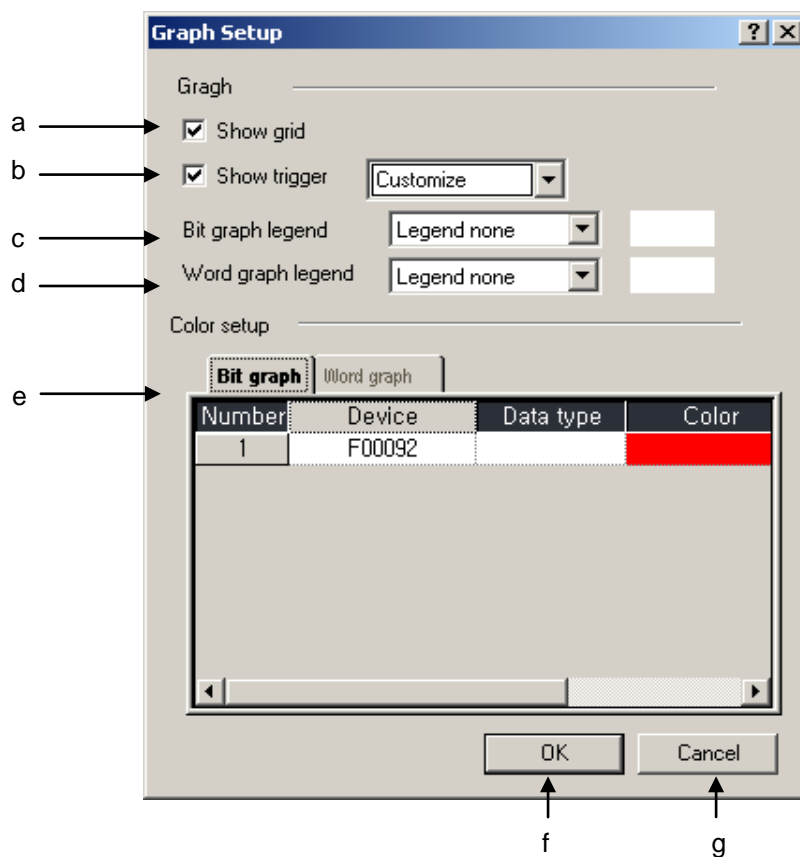 Graph Setup
Gragh
a
Show grid
b
Show trigger Customize
c
Bit graph legend Legend none
d
Word graph legend Legend none
Color setup
e
Bit graph Word graph
Number Device Data type Color
1 F00092
OK Cancel
f g